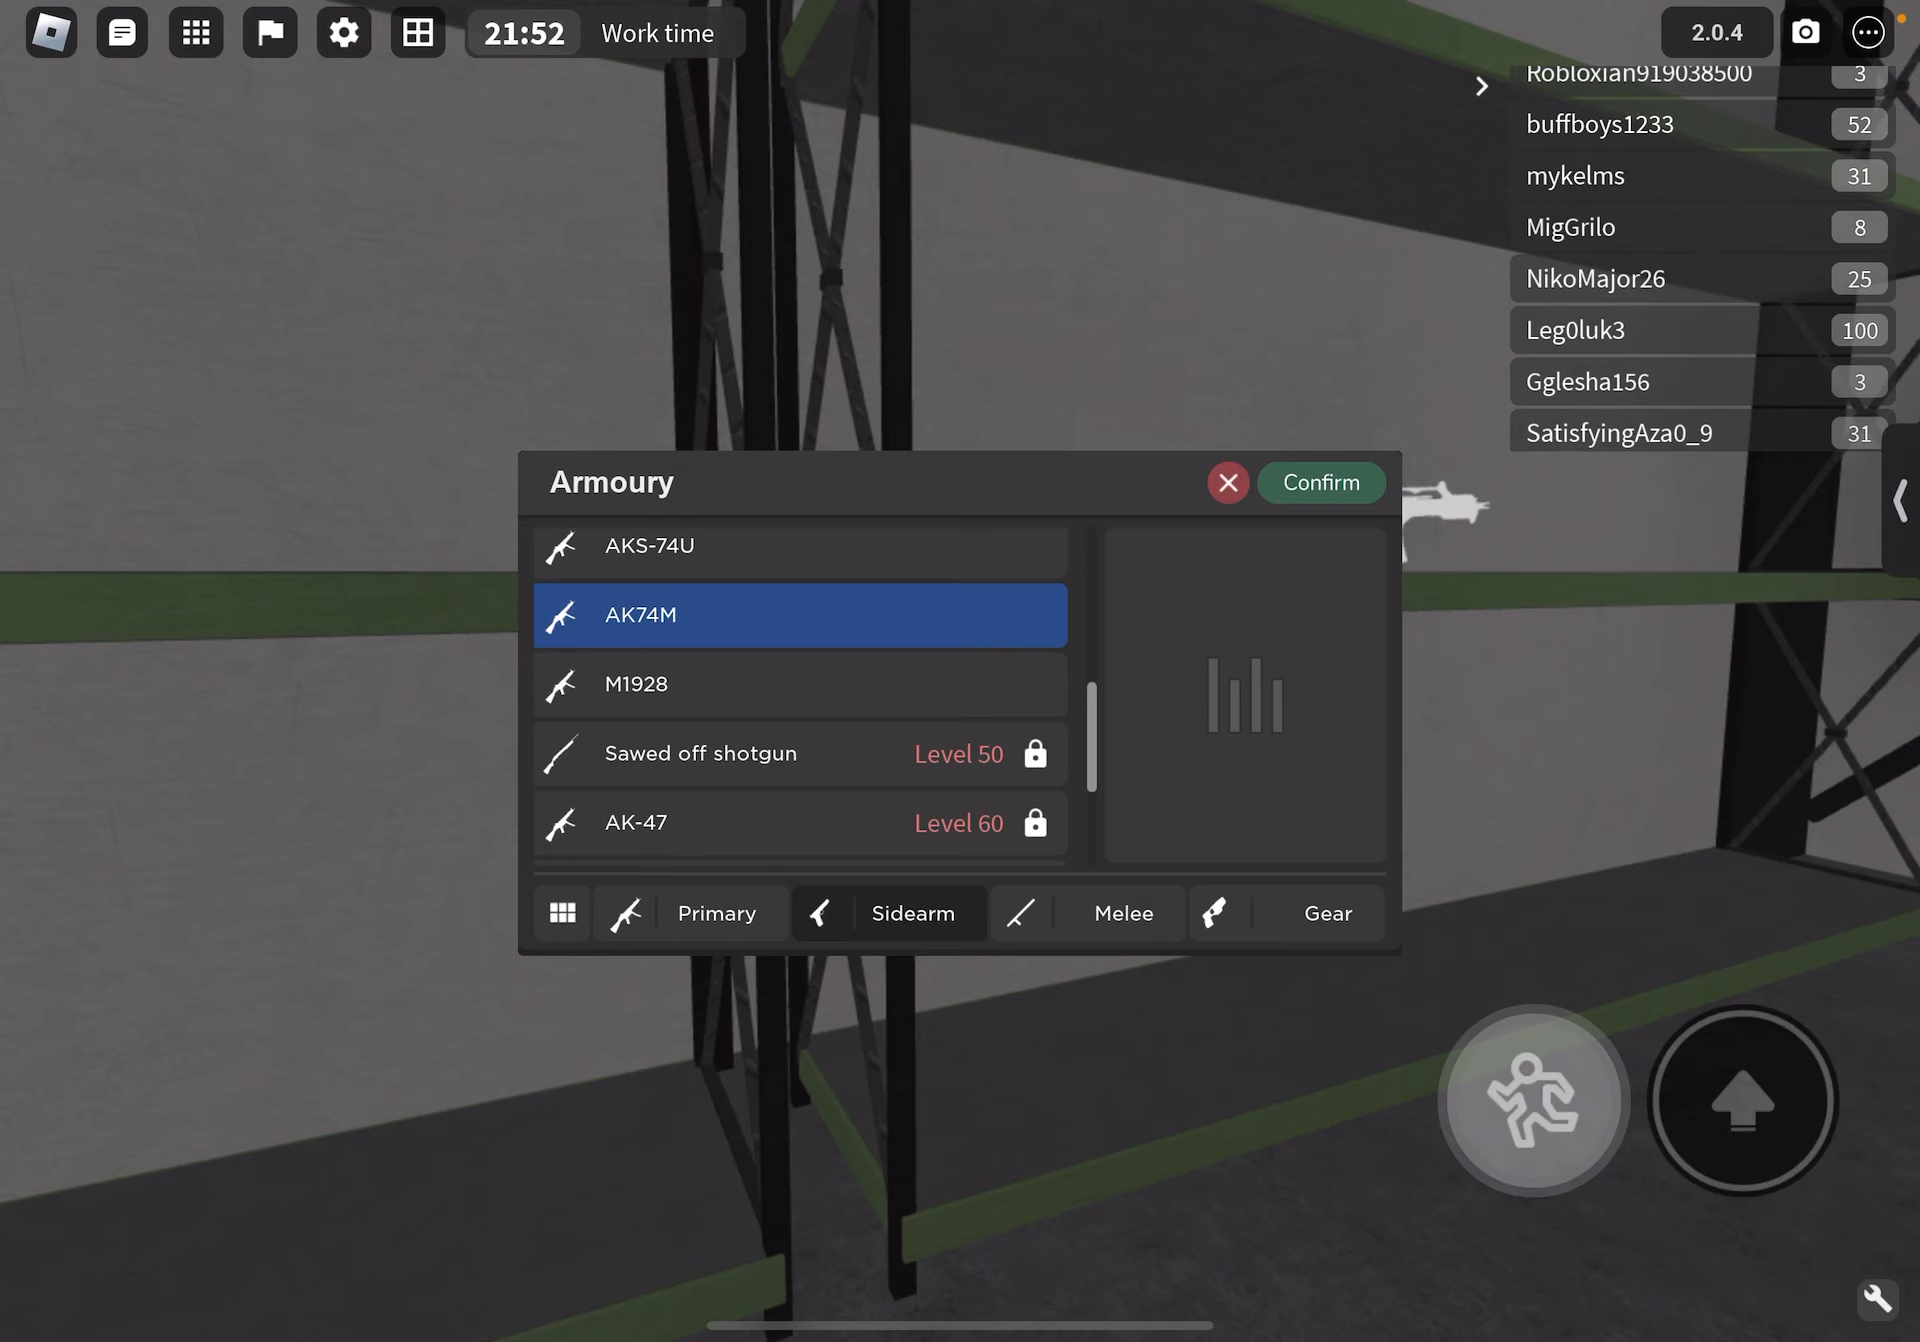 21:52 Work time
2.0.4
Robloxian919038500 3
buffboys1233 52
mykelms 31
MigGrilo 8
NikoMajor26 25
Leg0luk3 100
Gglesha156 3
SatisfyingAza0_9 31
Armoury
Confirm
AKS-74U
AK74M
M1928
Sawed off shotgun Level 50
AK-47 Level 60
Primary Sidearm Melee Gear